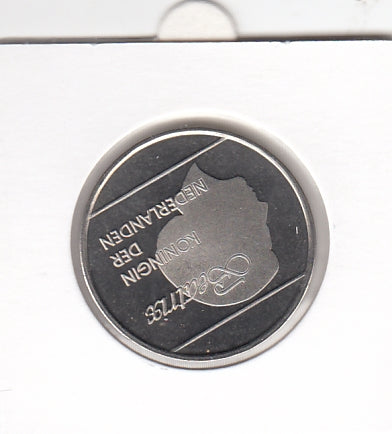 Beatrix
KONINGIN
DER
NEDERLANDEN